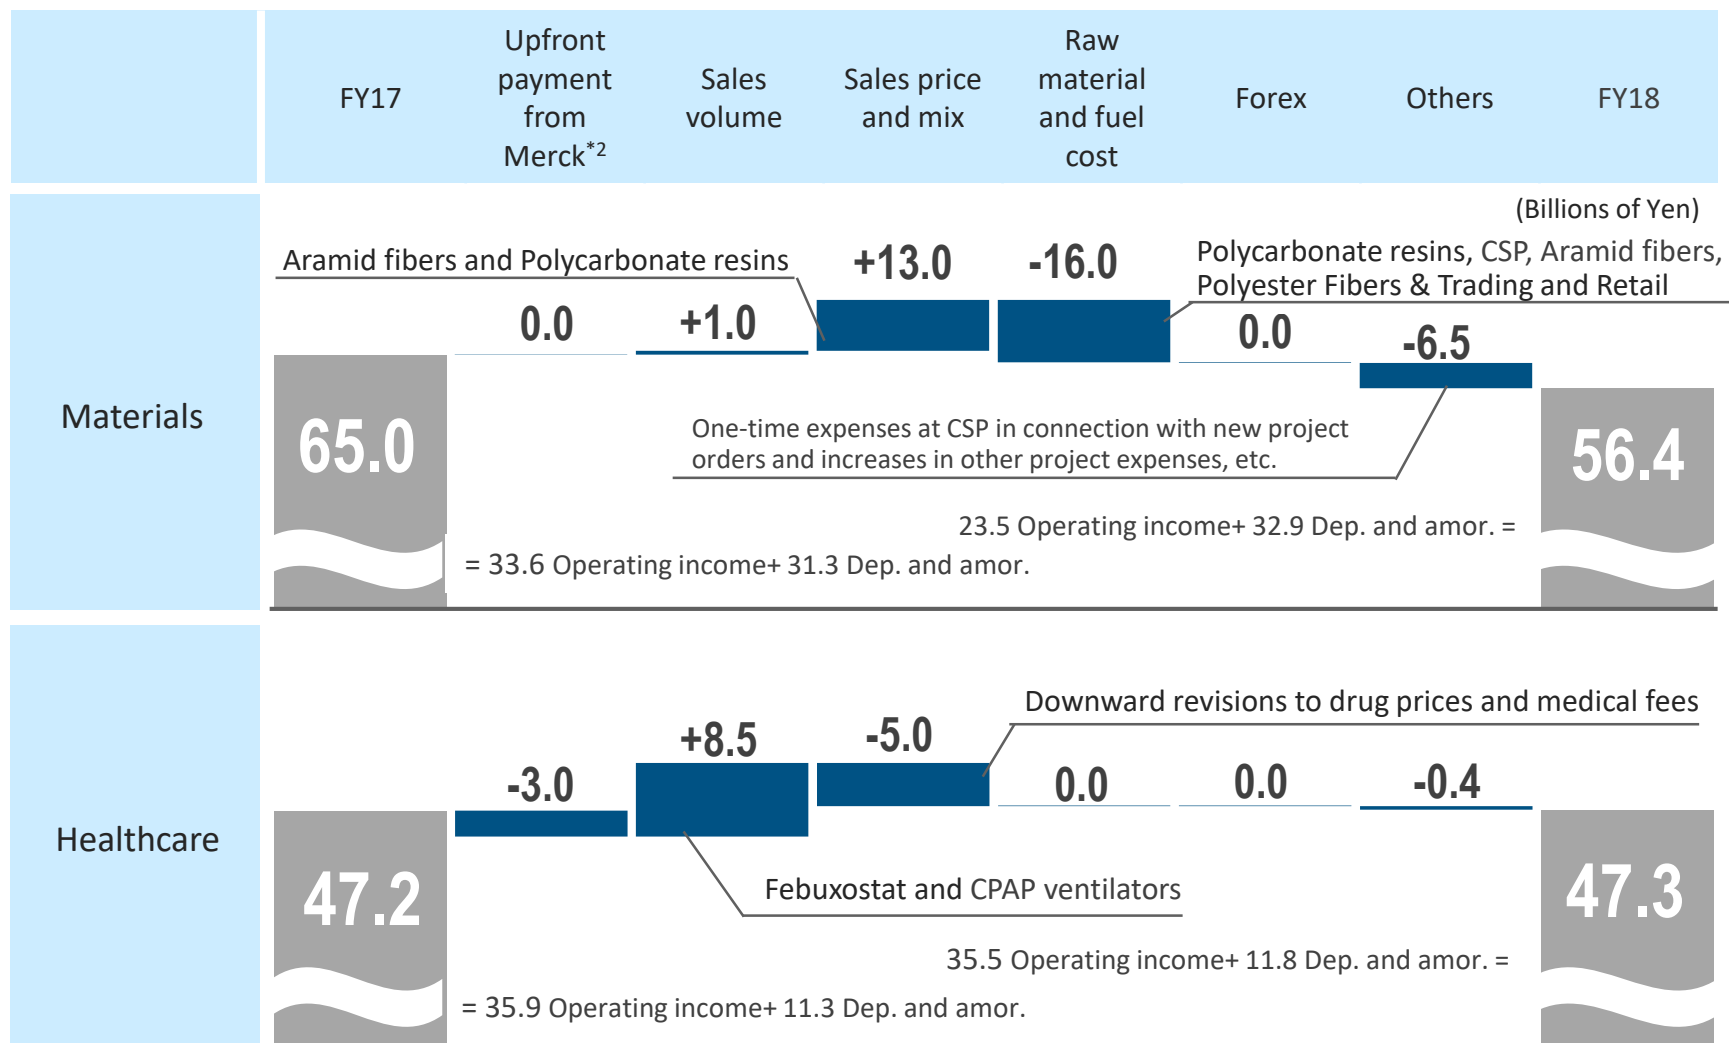 FY17
Upfront
payment
from
Merck*2
Sales
volume
Sales price
and mix
Raw
material
and fuel
cost
Forex
Others
FY18
(Billions of Yen)
Materials
Aramid fibers and Polycarbonate resins
+13.0
-16.0
Polycarbonate resins, CSP, Aramid fibers,
Polyester Fibers & Trading and Retail
0.0
+1.0
0.0
-6.5
65.0
One-time expenses at CSP in connection with new project
orders and increases in other project expenses, etc.
56.4
23.5 Operating income+ 32.9 Dep. and amor. =
= 33.6 Operating income+ 31.3 Dep. and amor.
Healthcare
Downward revisions to drug prices and medical fees
-3.0
+8.5
-5.0
0.0
0.0
-0.4
47.2
Febuxostat and CPAP ventilators
47.3
35.5 Operating income+ 11.8 Dep. and amor. =
= 35.9 Operating income+ 11.3 Dep. and amor.